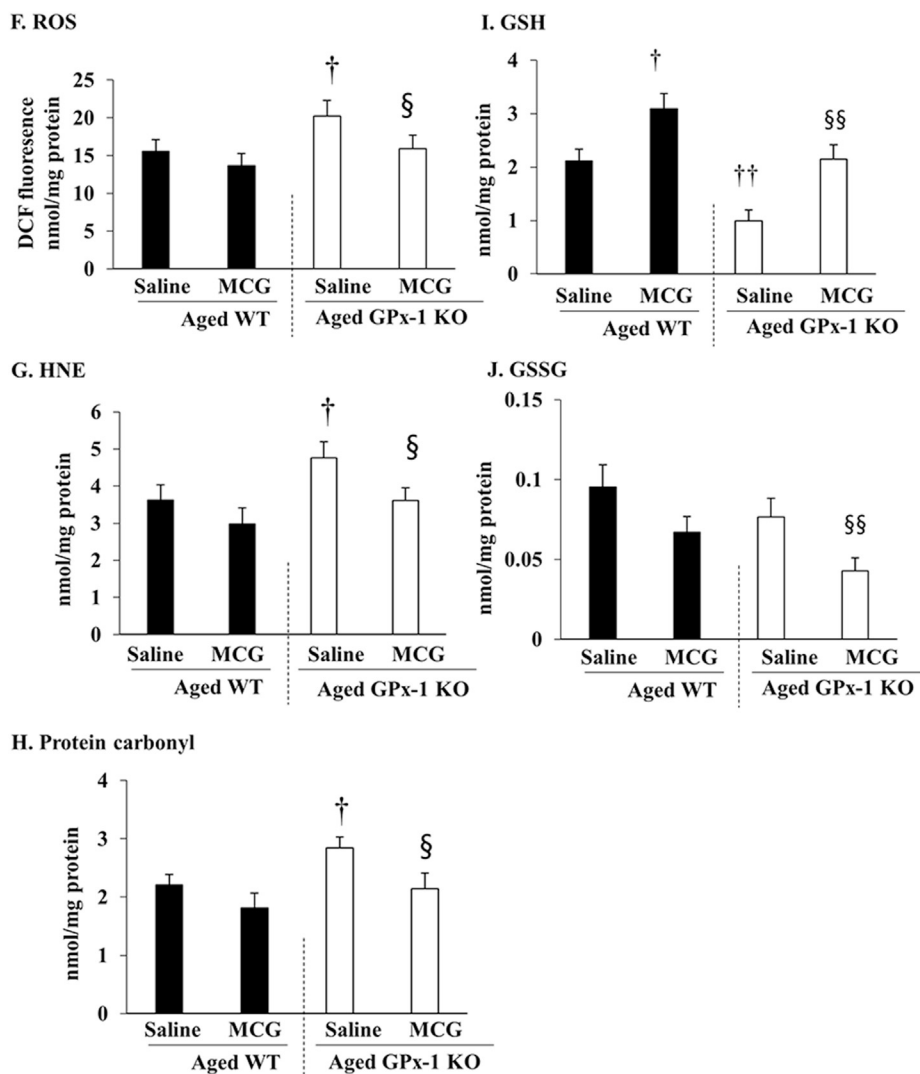 F. ROS
DCF fluoresence
nmol/mg protein
25
20
15
10
5
0
†
§
Saline MCG Saline MCG
Aged WT Aged GPx-1 KO
I. GSH
nmol/mg protein
4
3
2
1
0
†
††
§§
Saline MCG Saline MCG
Aged WT Aged GPx-1 KO
G. HNE
nmol/mg protein
6
5
4
3
2
1
0
†
§
Saline MCG Saline MCG
Aged WT Aged GPx-1 KO
J. GSSG
nmol/mg protein
0.15
0.1
0.05
0
§§
Saline MCG Saline MCG
Aged WT Aged GPx-1 KO
H. Protein carbonyl
nmol/mg protein
4
3
2
1
0
†
§
Saline MCG Saline MCG
Aged WT Aged GPx-1 KO